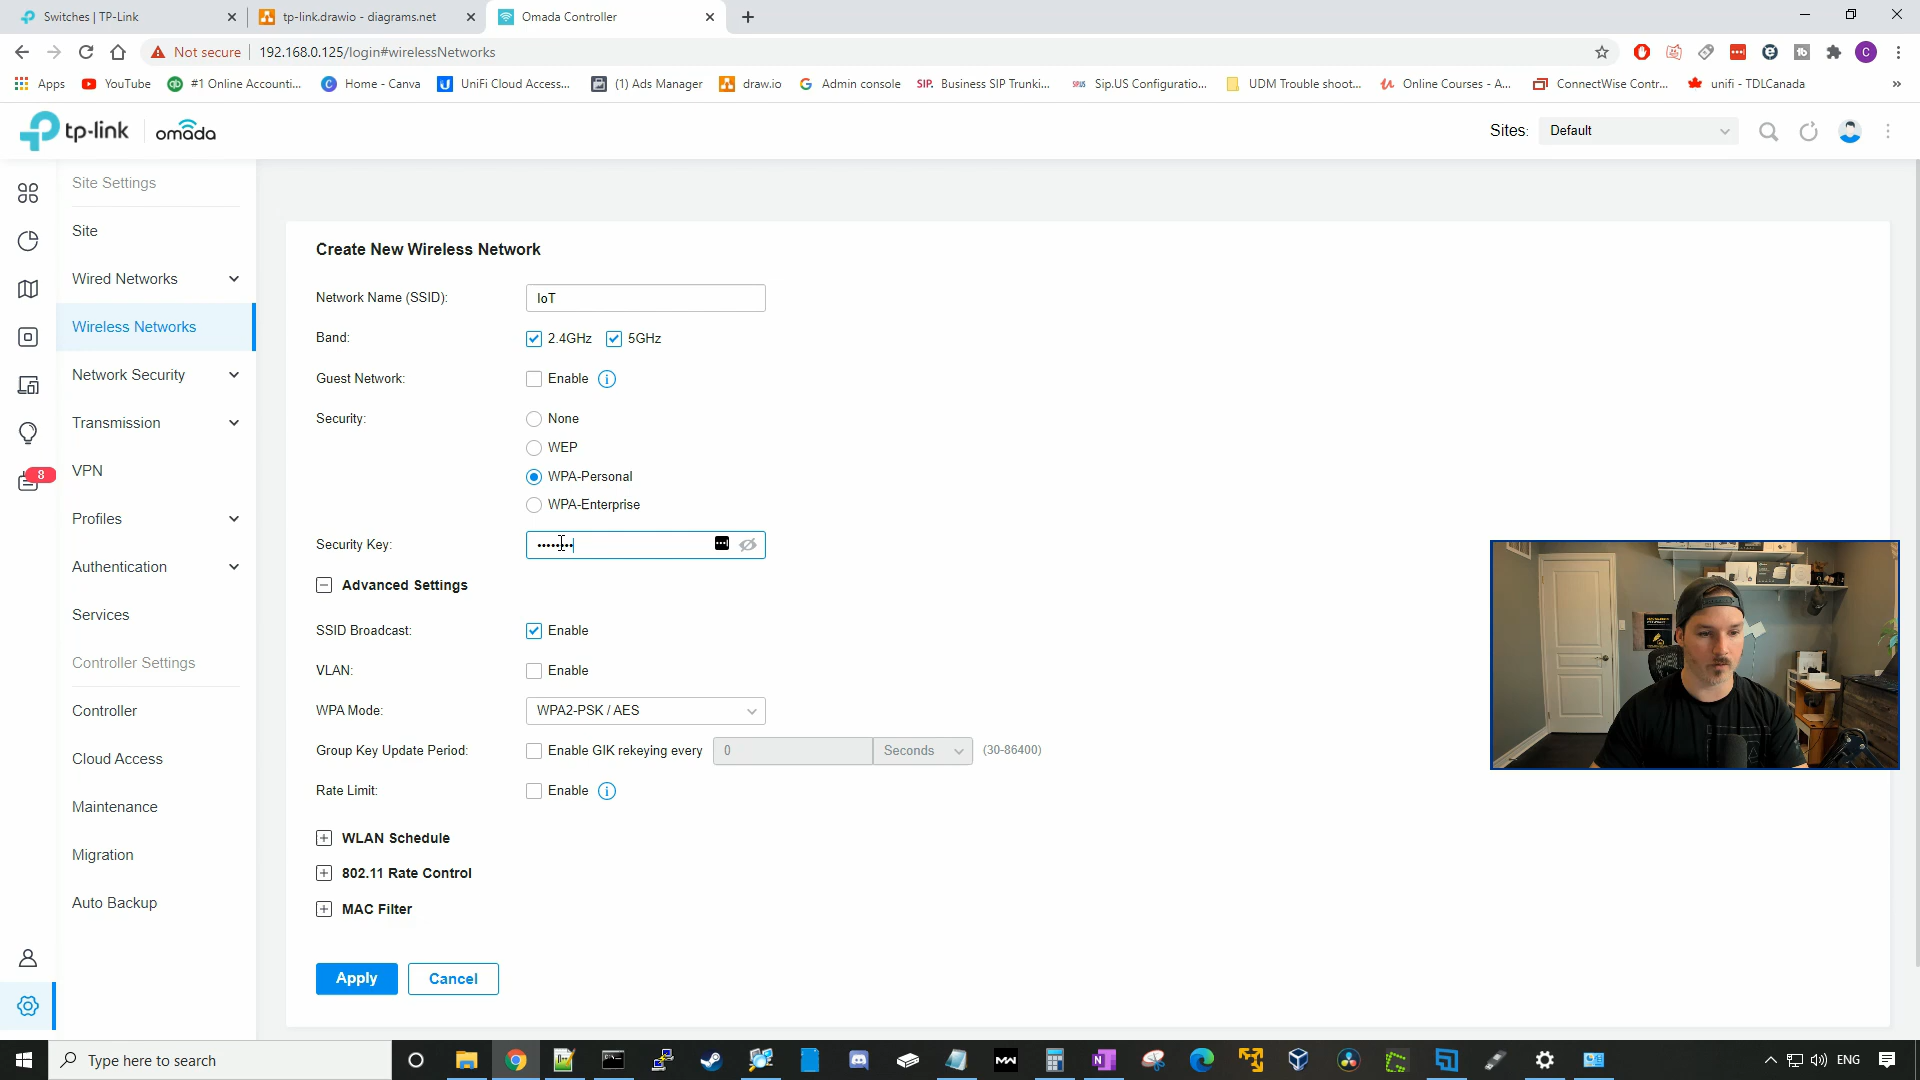 Switches | TP-Link
tp-link.drawio - diagrams.net
Omada Controller
Not secure
192.168.0.125/login#wirelessNetworks
Apps
YouTube
#1 Online Accounti...
Home - Canva
UniFi Cloud Access...
(1) Ads Manager
draw.io
Admin console
SIP. Business SIP Trunki...
Sip.US Configuratio...
UDM Trouble shoot...
Online Courses - A...
ConnectWise Contr...
unifi - TDLCanada
»
tp-link
omada
Sites:
Default
Site Settings
Site
Wired Networks
Wireless Networks
Network Security
Transmission
VPN
8
Profiles
Authentication
Services
Controller Settings
Controller
Cloud Access
Maintenance
Migration
Auto Backup
Create New Wireless Network
Network Name (SSID):
IoT
Band:
2.4GHz
5GHz
Guest Network:
Enable
Security:
None
WEP
WPA-Personal
WPA-Enterprise
Security Key:
••••••••
Advanced Settings
SSID Broadcast:
Enable
VLAN:
Enable
WPA Mode:
WPA2-PSK / AES
Group Key Update Period:
Enable GIK rekeying every
0
Seconds
(30-86400)
Rate Limit:
Enable
WLAN Schedule
802.11 Rate Control
MAC Filter
Apply
Cancel
Type here to search
ENG